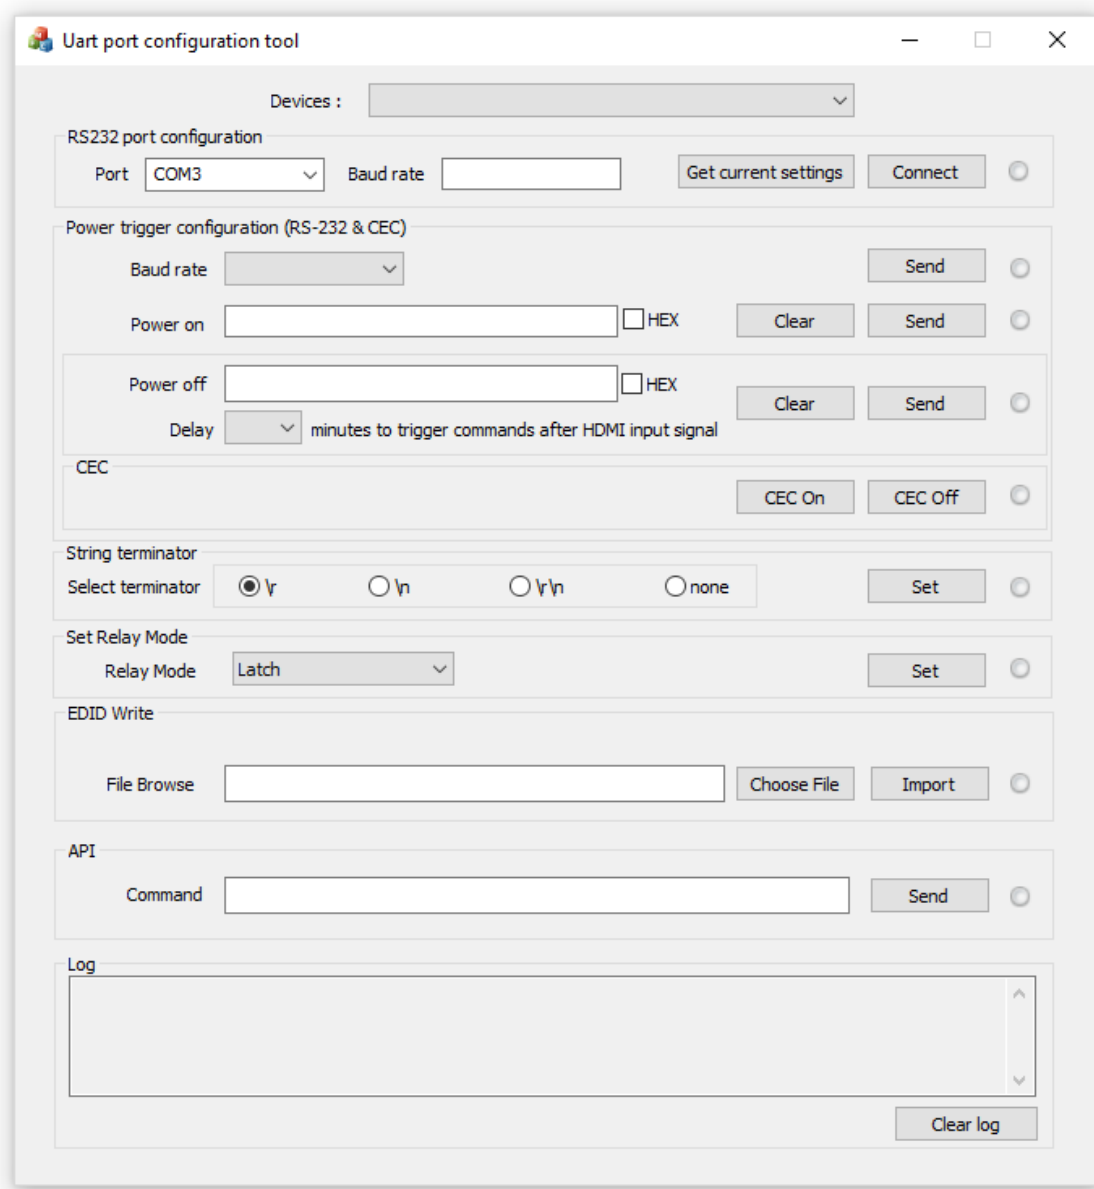 Uart port configuration tool
Devices :
RS232 port configuration
Port COM3 Baud rate Get current settings Connect
Power trigger configuration (RS-232 & CEC)
Baud rate Send
Power on HEX Clear Send
Power off HEX Clear Send
Delay minutes to trigger commands after HDMI input signal
CEC
CEC On CEC Off
String terminator
Select terminator \r \n \r\n none Set
Set Relay Mode
Relay Mode Latch Set
EDID Write
File Browse Choose File Import
API
Command Send
Log
Clear log